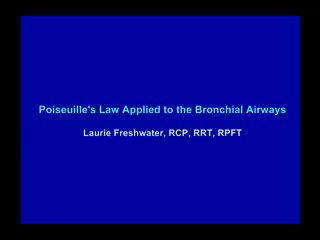 Poiseuille's Law Applied to the Bronchial Airways
Laurie Freshwater, RCP, RRT, RPFT